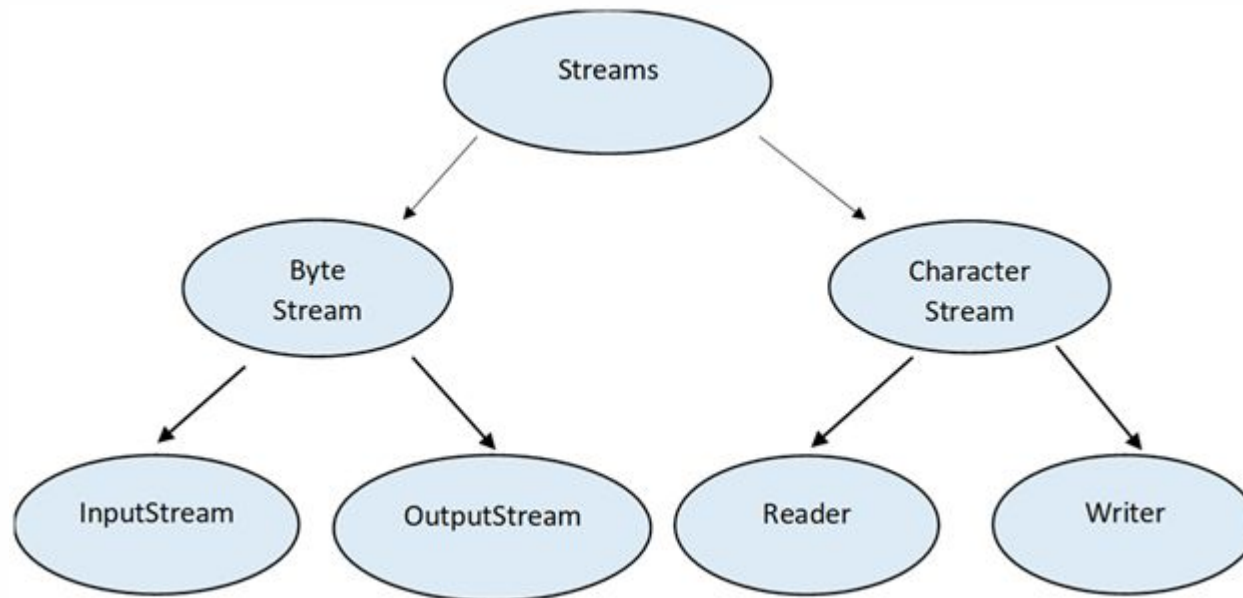 Streams
Byte
Stream
Character
Stream
InputStream
OutputStream
Reader
Writer